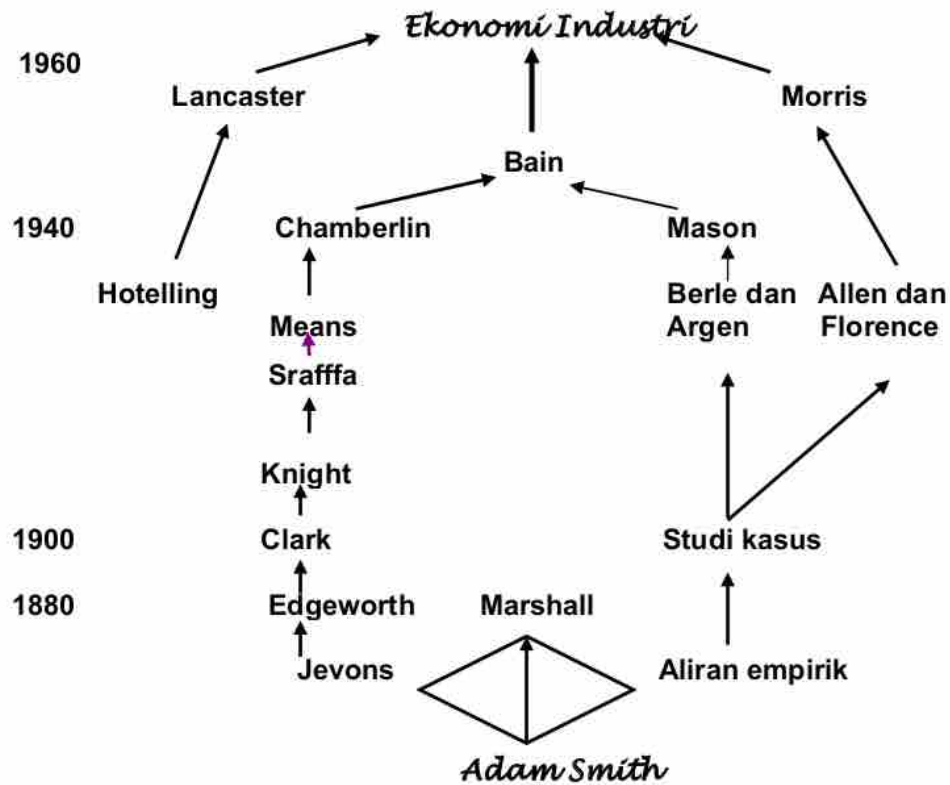 Ekonomi Industri
1960
Lancaster
Morris
Bain
1940
Chamberlin
Mason
Hotelling
Berle dan
Argen
Allen dan
Florence
Means
Srafffa
Knight
1900
Clark
Studi kasus
1880
Edgeworth
Marshall
Jevons
Aliran empirik
Adam Smith